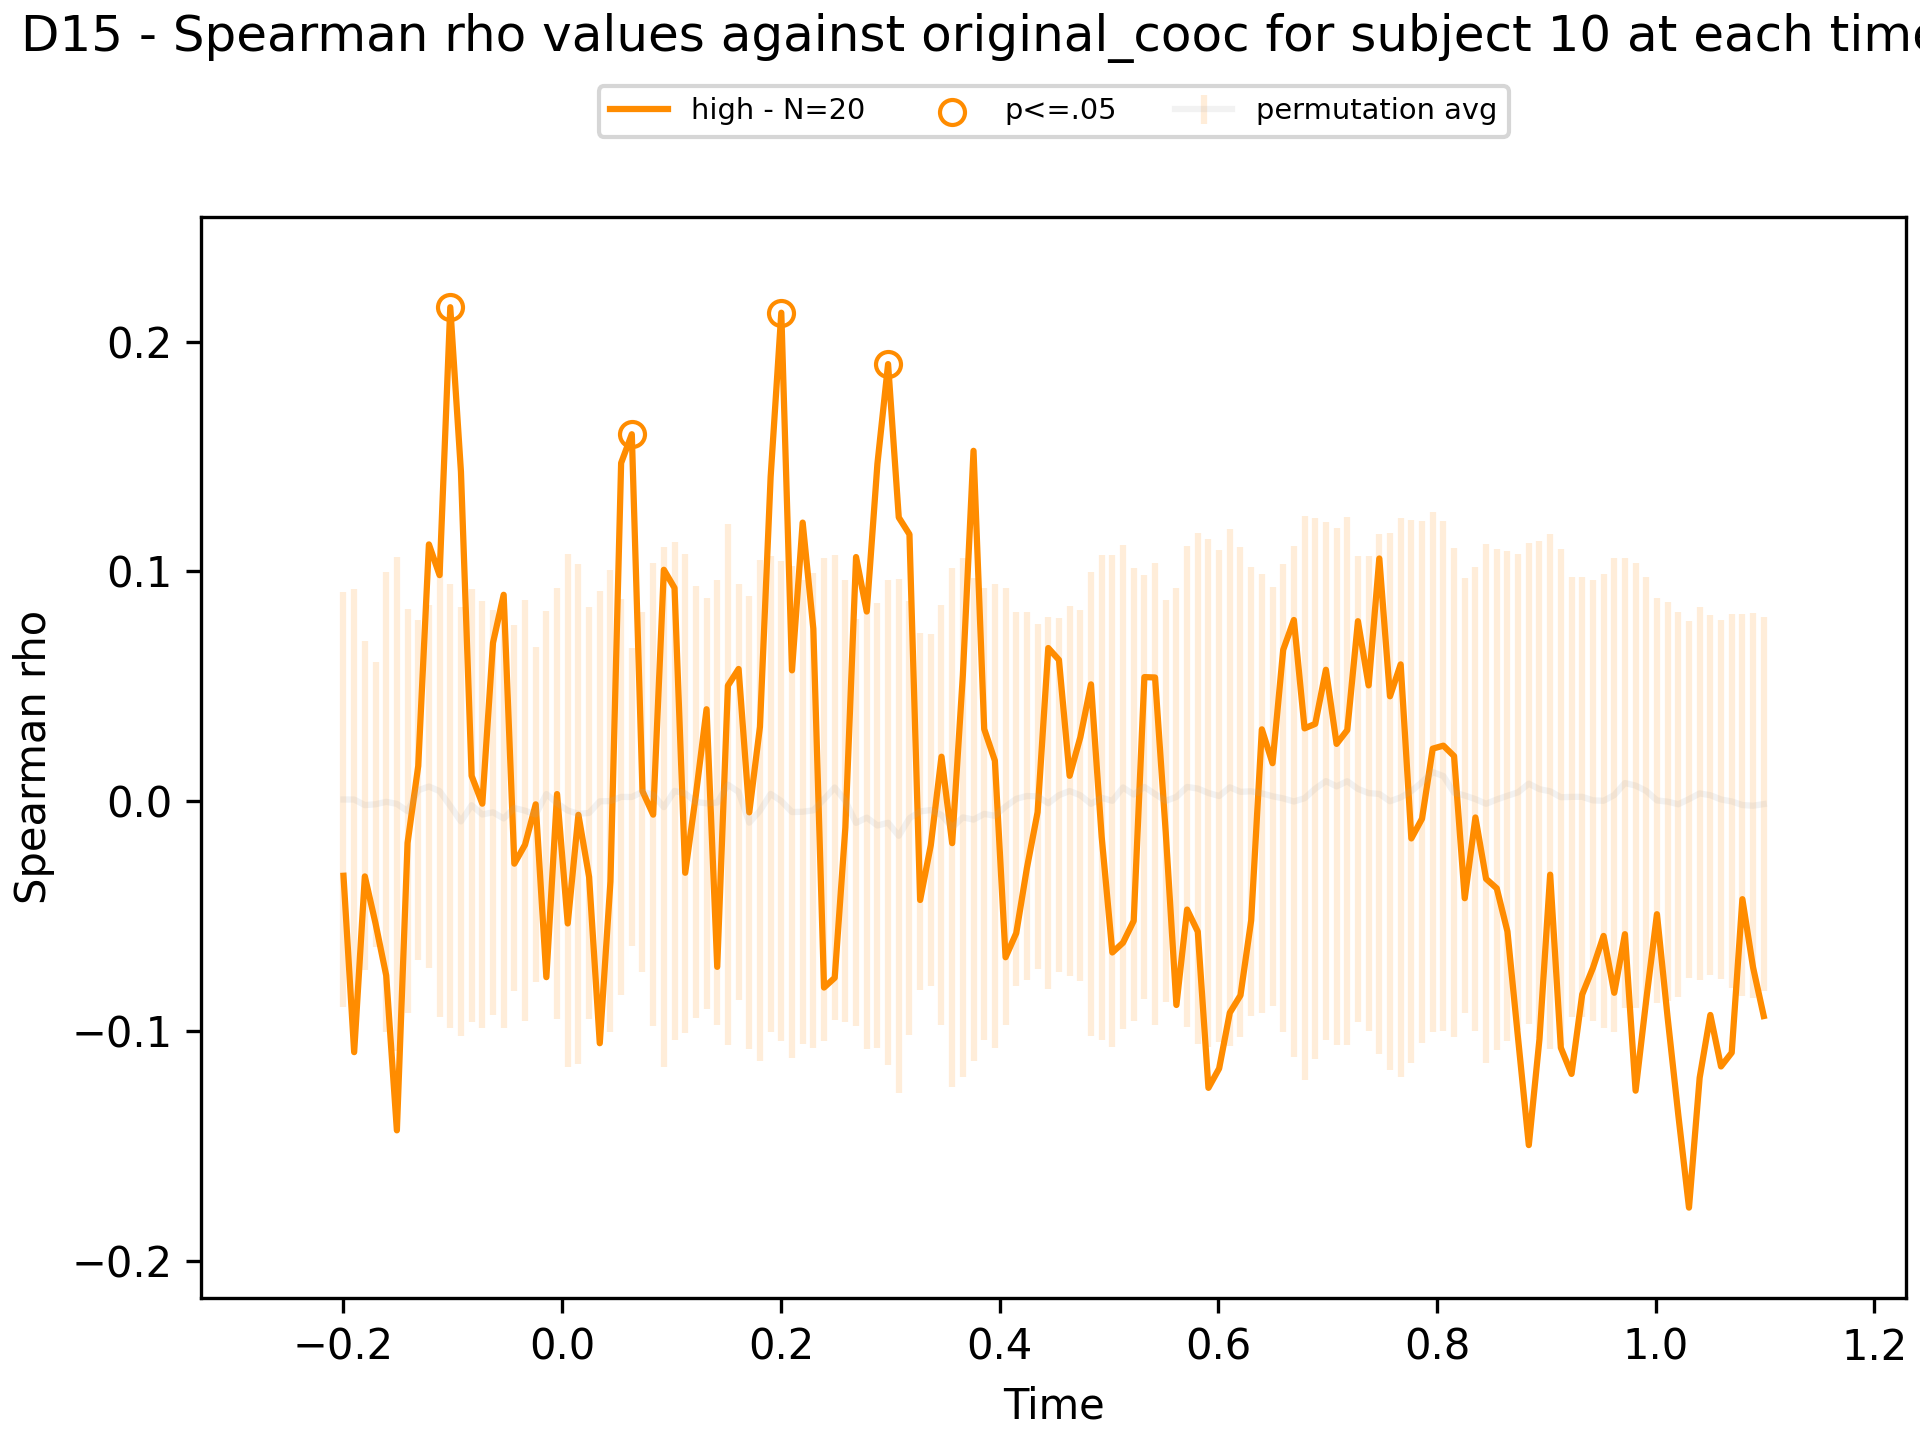 D15 - Spearman rho values against original_cooc for subject 10 at each time
high - N=20 p<=.05 permutation avg
Spearman rho
0.2
0.1
0.0
−0.1
−0.2
−0.2 0.0 0.2 0.4 0.6 0.8 1.0 1.2
Time